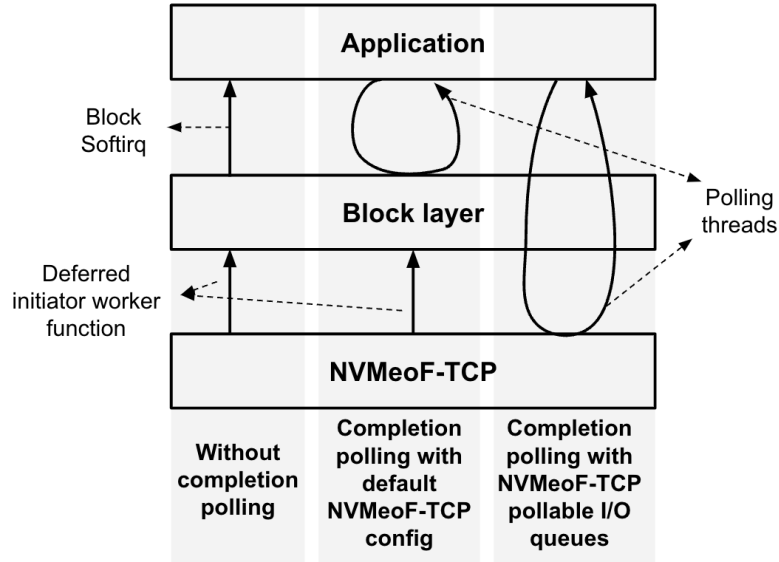 Application
Block
Softirq
Block layer
Polling
threads
Deferred
initiator worker
function
NVMeoF-TCP
Without
completion
polling
Completion
polling with
default
NVMeoF-TCP
config
Completion
polling with
NVMeoF-TCP
pollable I/O
queues